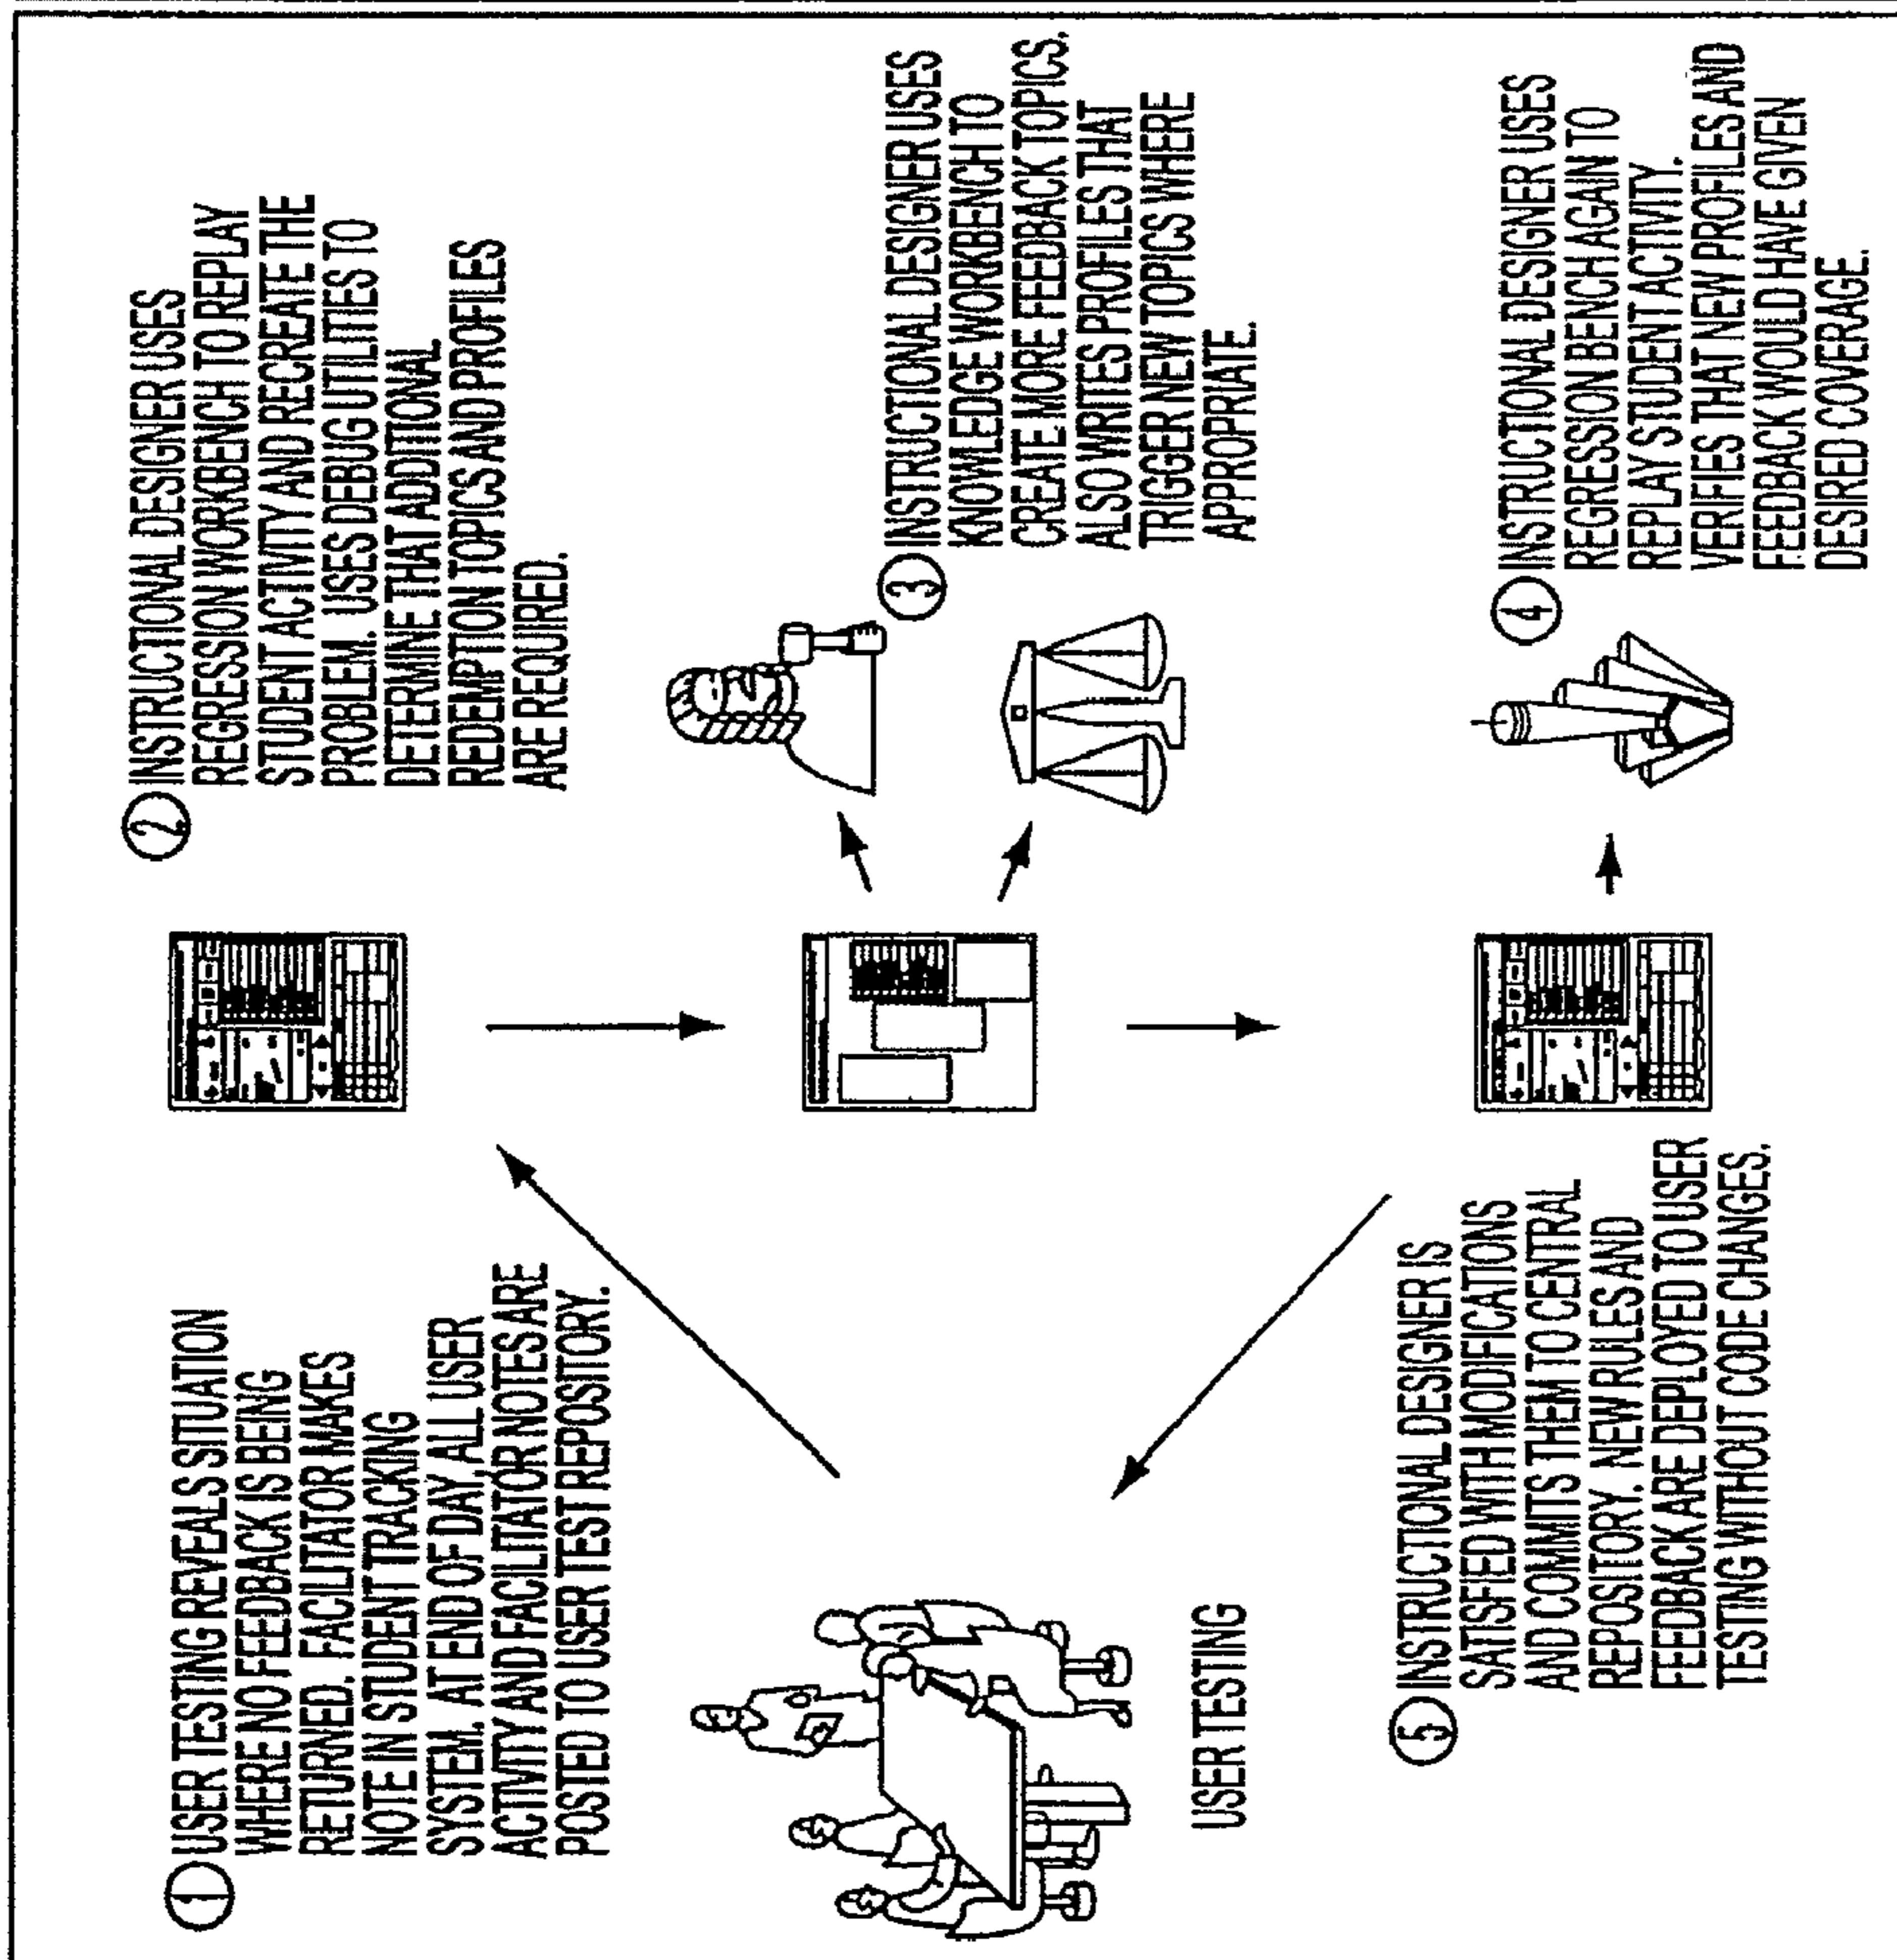 1 USER TESTING REVEALS SITUATION
WHERE NO FEEDBACK IS BEING
RETURNED. FACILITATOR MAKES
NOTE IN STUDENT TRACKING
SYSTEM. AT END OF DAY, ALL USER
ACTIVITY AND FACILITATOR NOTES ARE
POSTED TO USER TEST REPOSITORY.
USER TESTING
2 INSTRUCTIONAL DESIGNER USES
REGRESSION WORKBENCH TO REPLAY
STUDENT ACTIVITY AND RECREATE THE
PROBLEM. USES DEBUG UTILITIES TO
DETERMINE THAT ADDITIONAL
REDEMPTION TOPICS AND PROFILES
ARE REQUIRED.
3 INSTRUCTIONAL DESIGNER USES
KNOWLEDGE WORKBENCH TO
CREATE MORE FEEDBACK TOPICS.
ALSO WRITES PROFILES THAT
TRIGGER NEW TOPICS WHERE
APPROPRIATE.
4 INSTRUCTIONAL DESIGNER USES
REGRESSION BENCH AGAIN TO
REPLAY STUDENT ACTIVITY.
VERIFIES THAT NEW PROFILES AND
FEEDBACK WOULD HAVE GIVEN
DESIRED COVERAGE.
5 INSTRUCTIONAL DESIGNER IS
SATISFIED WITH MODIFICATIONS
AND COMMITS THEM TO CENTRAL
REPOSITORY. NEW RULES AND
FEEDBACK ARE DEPLOYED TO USER
TESTING WITHOUT CODE CHANGES.